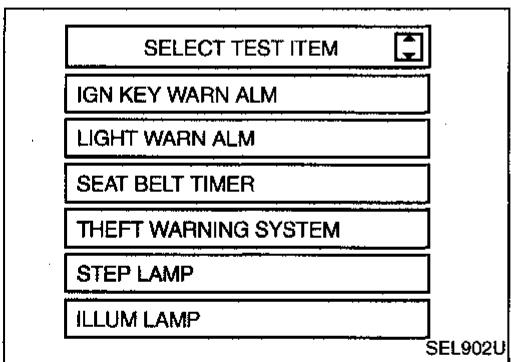 SELECT TEST ITEM
IGN KEY WARN ALM
LIGHT WARN ALM
SEAT BELT TIMER
THEFT WARNING SYSTEM
STEP LAMP
ILLUM LAMP
SEL902U